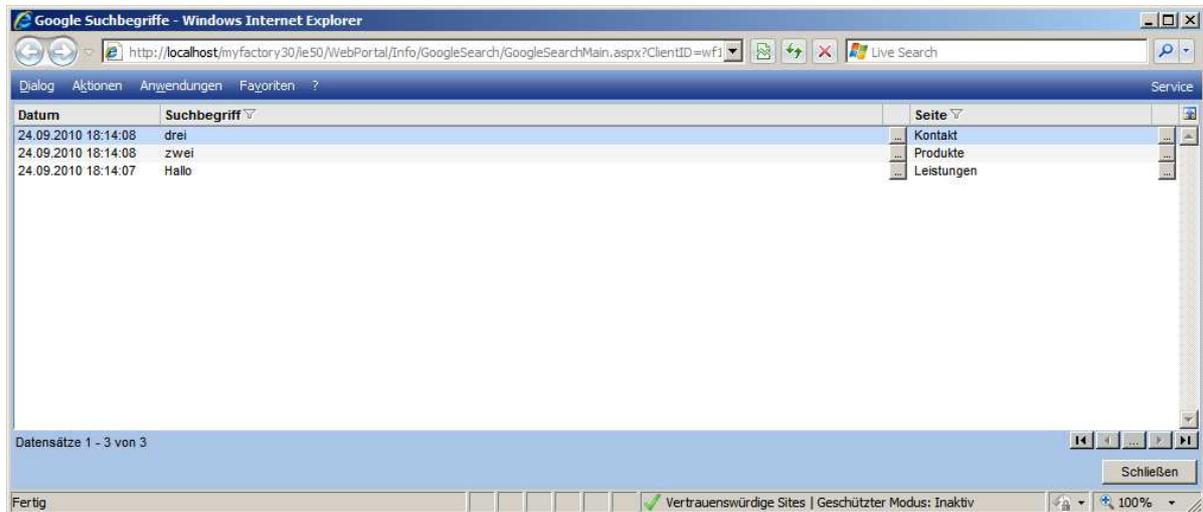 Google Suchbegriffe - Windows Internet Explorer
http://localhost/myfactory30/ie50/WebPortal/Info/GoogleSearch/GoogleSearchMain.aspx?ClientID=wf1 Live Search
Dialog Aktionen Anwendungen Favoriten ? Service
Datum Suchbegriff Seite
24.09.2010 18:14:08 drei ... Kontakt ...
24.09.2010 18:14:08 zwei ... Produkte ...
24.09.2010 18:14:07 Hallo ... Leistungen ...
Datensätze 1 - 3 von 3 ...
Schließen
Fertig Vertrauenswürdige Sites | Geschützter Modus: Inaktiv 100%